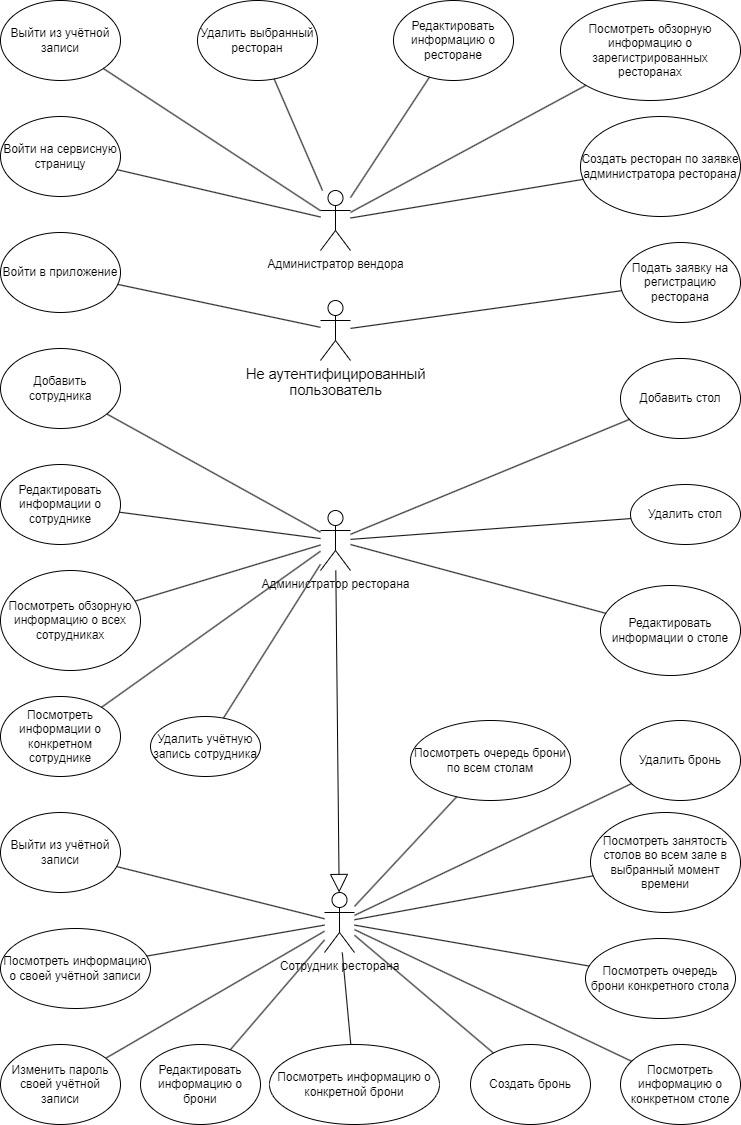 Выйти из учётной
записи
Удалить выбранный
ресторан
Редактировать
информацию о
ресторане
Посмотреть обзорную
информацию о
зарегистрированных
ресторанах
Войти на сервисную
страницу
Создать ресторан по заявке
администратора ресторана
Администратор вендора
Войти в приложение
Подать заявку на
регистрацию
ресторана
Не аутентифицированный
пользователь
Добавить
сотрудника
Добавить стол
Редактировать
информации о
сотруднике
Удалить стол
Администратор ресторана
Посмотреть обзорную
информацию о всех
сотрудниках
Редактировать
информации о столе
Посмотреть
информации о
конкретном
сотруднике
Удалить учётную
запись сотрудника
Посмотреть очередь брони
по всем столам
Удалить бронь
Выйти из учётной
записи
Посмотреть занятость
столов во всем зале в
выбранный момент
времени
Сотрудник ресторана
Посмотреть информацию
о своей учётной записи
Посмотреть очередь
брони конкретного стола
Изменить пароль
своей учётной
записи
Редактировать
информацию о
брони
Посмотреть информацию о
конкретной брони
Создать бронь
Посмотреть
информацию о
конкретном столе